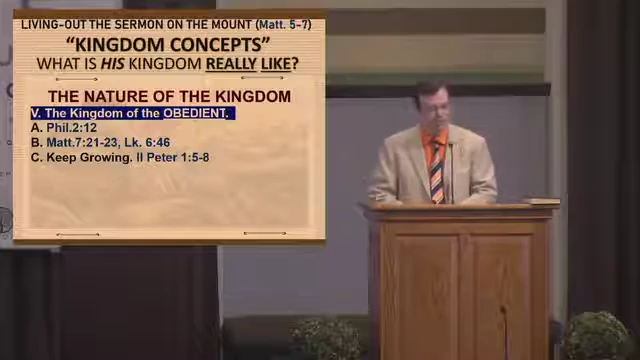 LIVING-OUT THE SERMON ON THE MOUNT (Matt. 5-7)
“KINGDOM CONCEPTS”
WHAT IS HIS KINGDOM REALLY LIKE?
THE NATURE OF THE KINGDOM
V. The Kingdom of the OBEDIENT.
A. Phil.2:12
B. Matt.7:21-23, Lk. 6:46
C. Keep Growing. II Peter 1:5-8